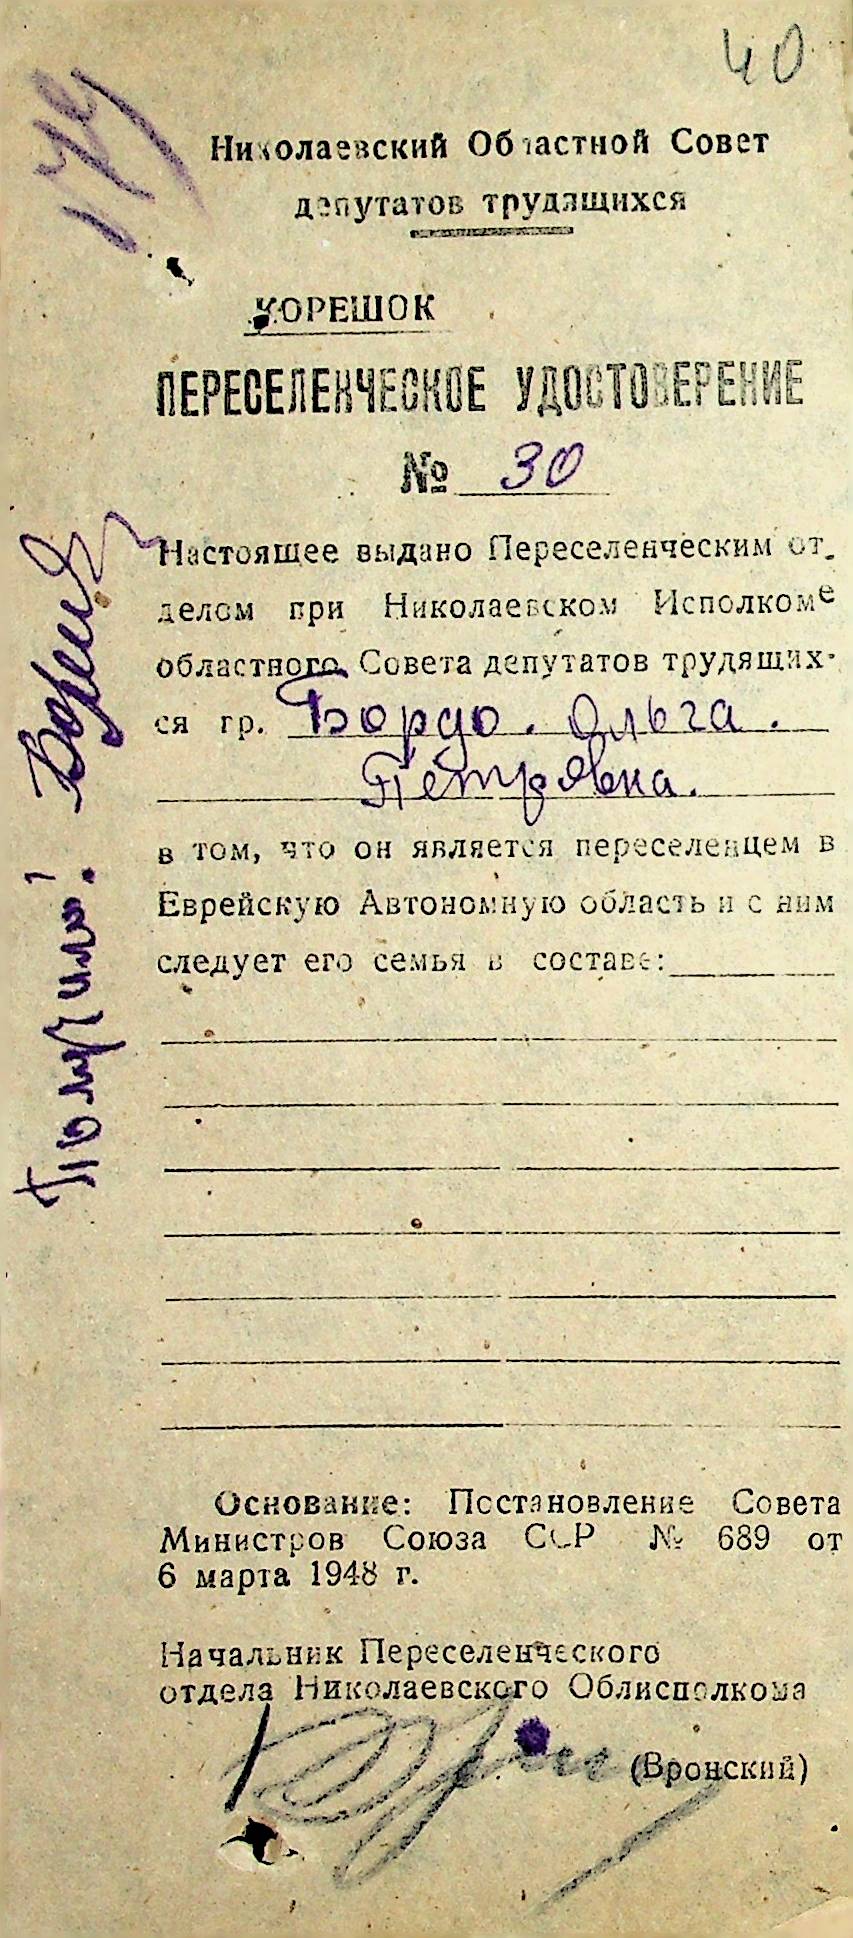 40
Николаевский Областной Совет
депутатов трудящихся
КОРЕШОК
ПЕРЕСЕЛЕНЧЕСКОЕ УДОСТОВЕРЕНИЕ
№ 30
Настоящее выдано Переселенческим от-
делом при Николаевском Исполкоме
областного Совета депутатов трудящих-
ся гр. Бордо. Ольга.
Петровна.
в том, что он является переселенцем в
Еврейскую Автономную область и с ним
следует его семья в составе:
Основание: Постановление Совета
Министров Союза ССР № 689 от
6 марта 1948 г.
Начальник Переселенческого
отдела Николаевского Облисполкома
(Вронский)
Получил: